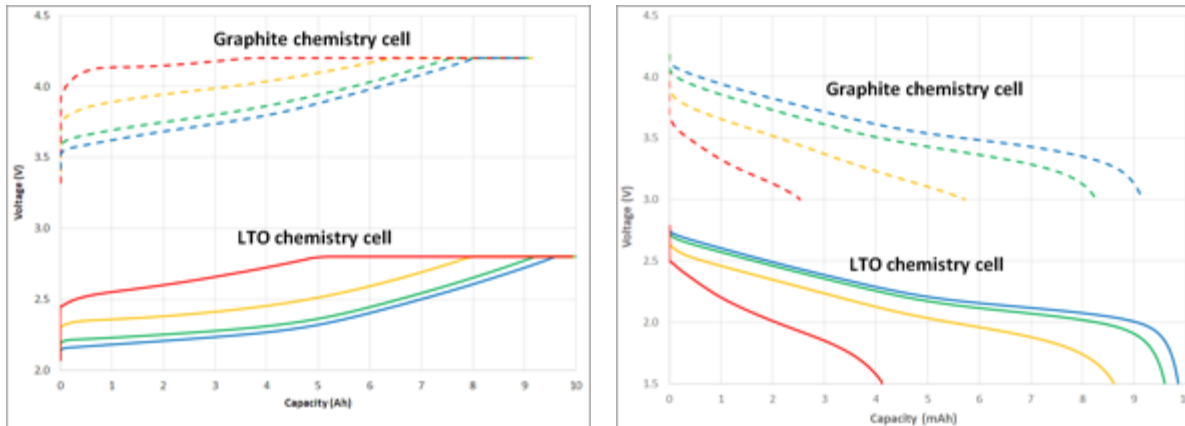 4.5
Graphite chemistry cell
4.0
3.5
Voltage (V)
3.0
LTO chemistry cell
2.5
2.0
0 1 2 3 4 5 6 7 8 9 10
Capacity (Ah)
4.5
4.0
Graphite chemistry cell
3.5
Voltage (V)
3.0
LTO chemistry cell
2.5
2.0
1.5
0 1 2 3 4 5 6 7 8 9
Capacity (mAh)